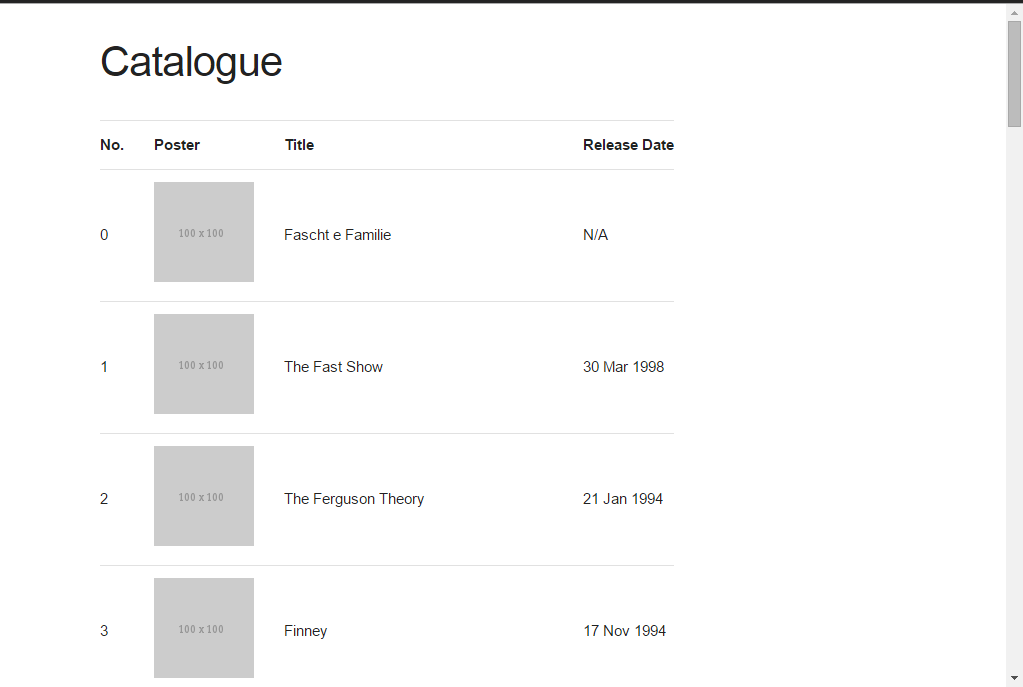 Catalogue
No. Poster Title Release Date
0 100 x 100 Fascht e Familie N/A
1 100 x 100 The Fast Show 30 Mar 1998
2 100 x 100 The Ferguson Theory 21 Jan 1994
3 100 x 100 Finney 17 Nov 1994